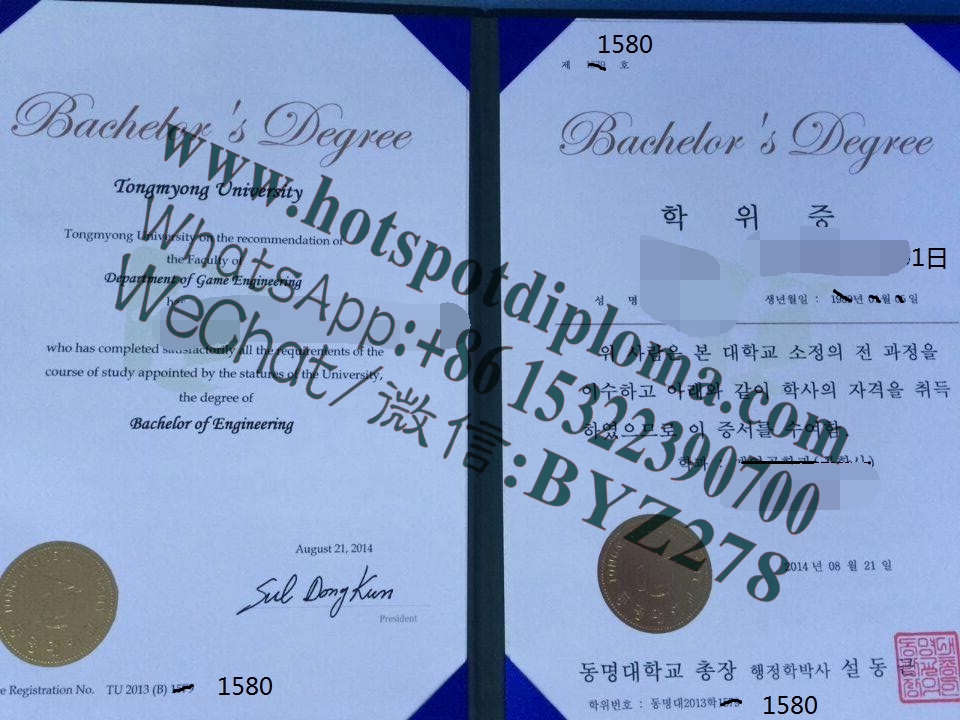 Bachelor's Degree
Tongmyong University
Tongmyong University on the recommendation of
the Faculty of
Department of Game Engineering
has
who has completed satisfactorily all the requirements of the
course of study appointed by the statures of the University,
the degree of
Bachelor of Engineering
August 21, 2014
Sul Dong Kun
President
e Registration No. TU 2013 (B)
1580
1580
제 호
Bachelor's Degree
학 위 증
1日
성 명
생년월일 : 년 월 일
위 사람은 본 대학교 소정의 전 과정을
이수하고 아래와 같이 학사의 자격을 취득
하였으므로 이 증서를 수여함.
학과 :
2014 년 08 월 21 일
동명대학교 총장 행정학박사 설 동 근
학위번호 : 동명대2013학
1580
www.hotspotdiploma.com
WhatsApp:+86 15322390700
WeChat/微信:BYZ278